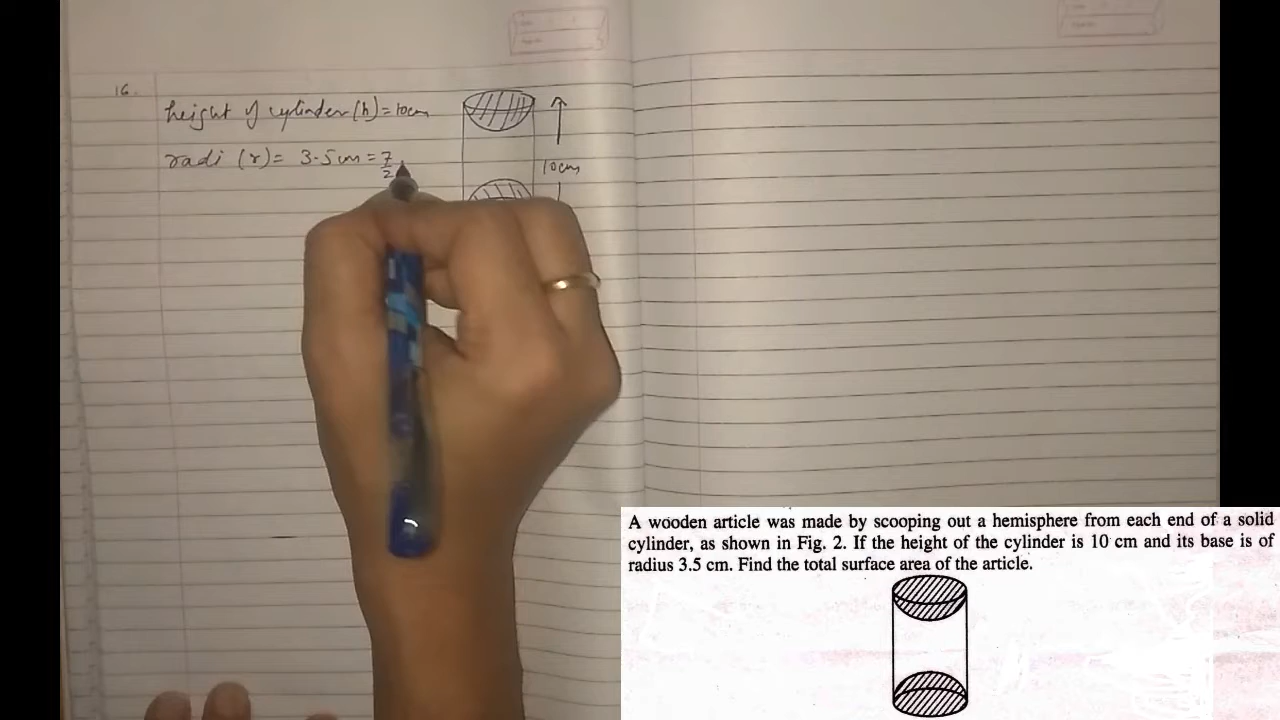 16.
height of cylinder (h) = 10cm
radi (r) = 3.5cm = 7/2
10cm
A wooden article was made by scooping out a hemisphere from each end of a solid
cylinder, as shown in Fig. 2. If the height of the cylinder is 10 cm and its base is of
radius 3.5 cm. Find the total surface area of the article.